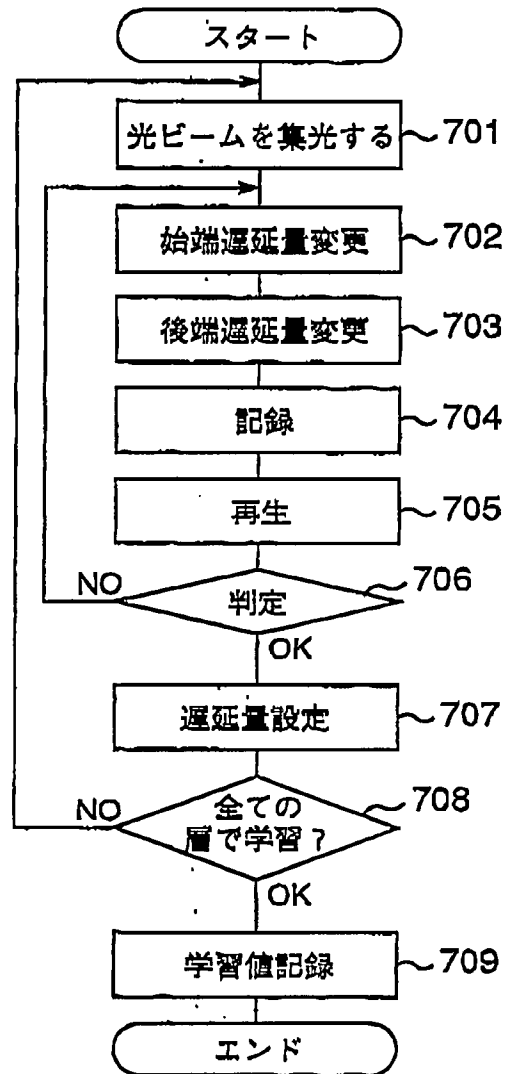 スタート
光ビームを集光する 701
始端遅延量変更 702
後端遅延量変更 703
記録 704
再生 705
706
NO 判定
OK
遅延量設定 707
708
NO 全ての
層で学習?
OK
学習値記録 709
エンド